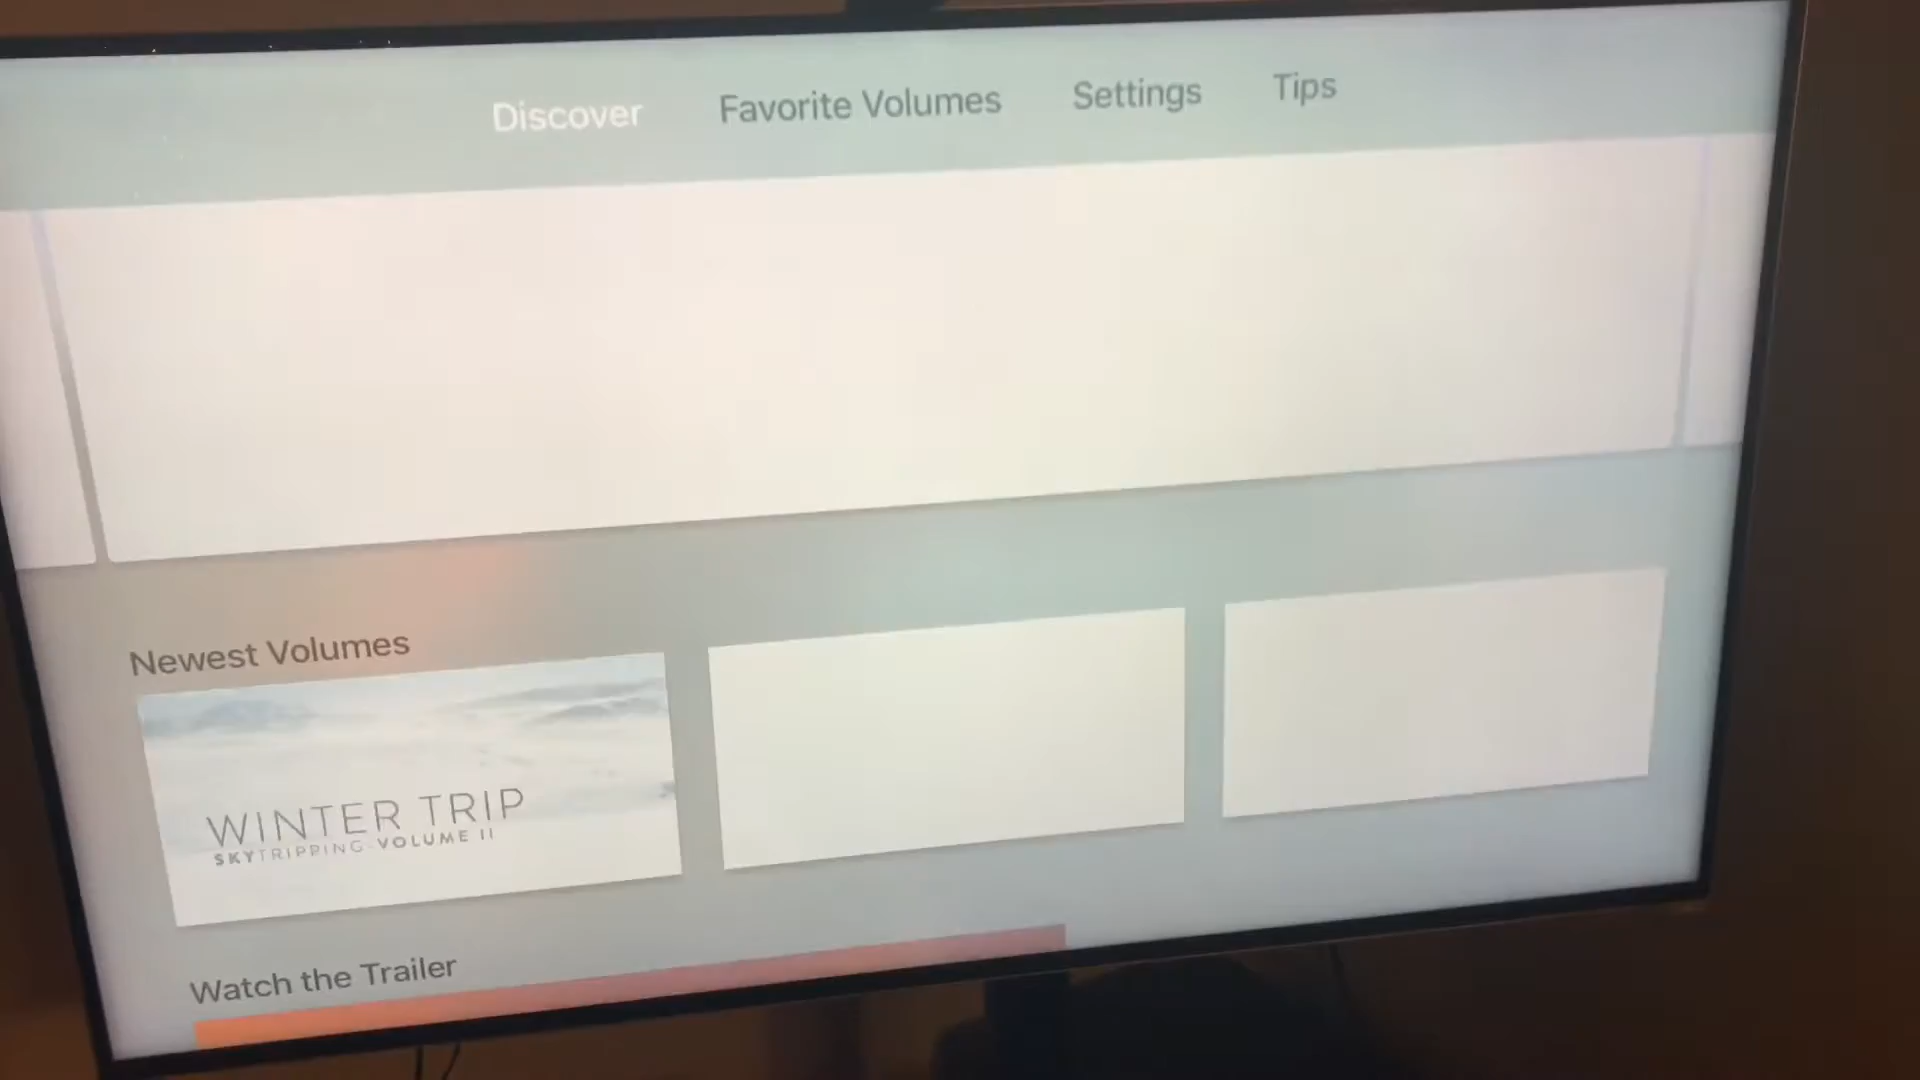 Discover Favorite Volumes Settings Tips
Newest Volumes
WINTER TRIP
SKYTRIPPING·VOLUME II
Watch the Trailer